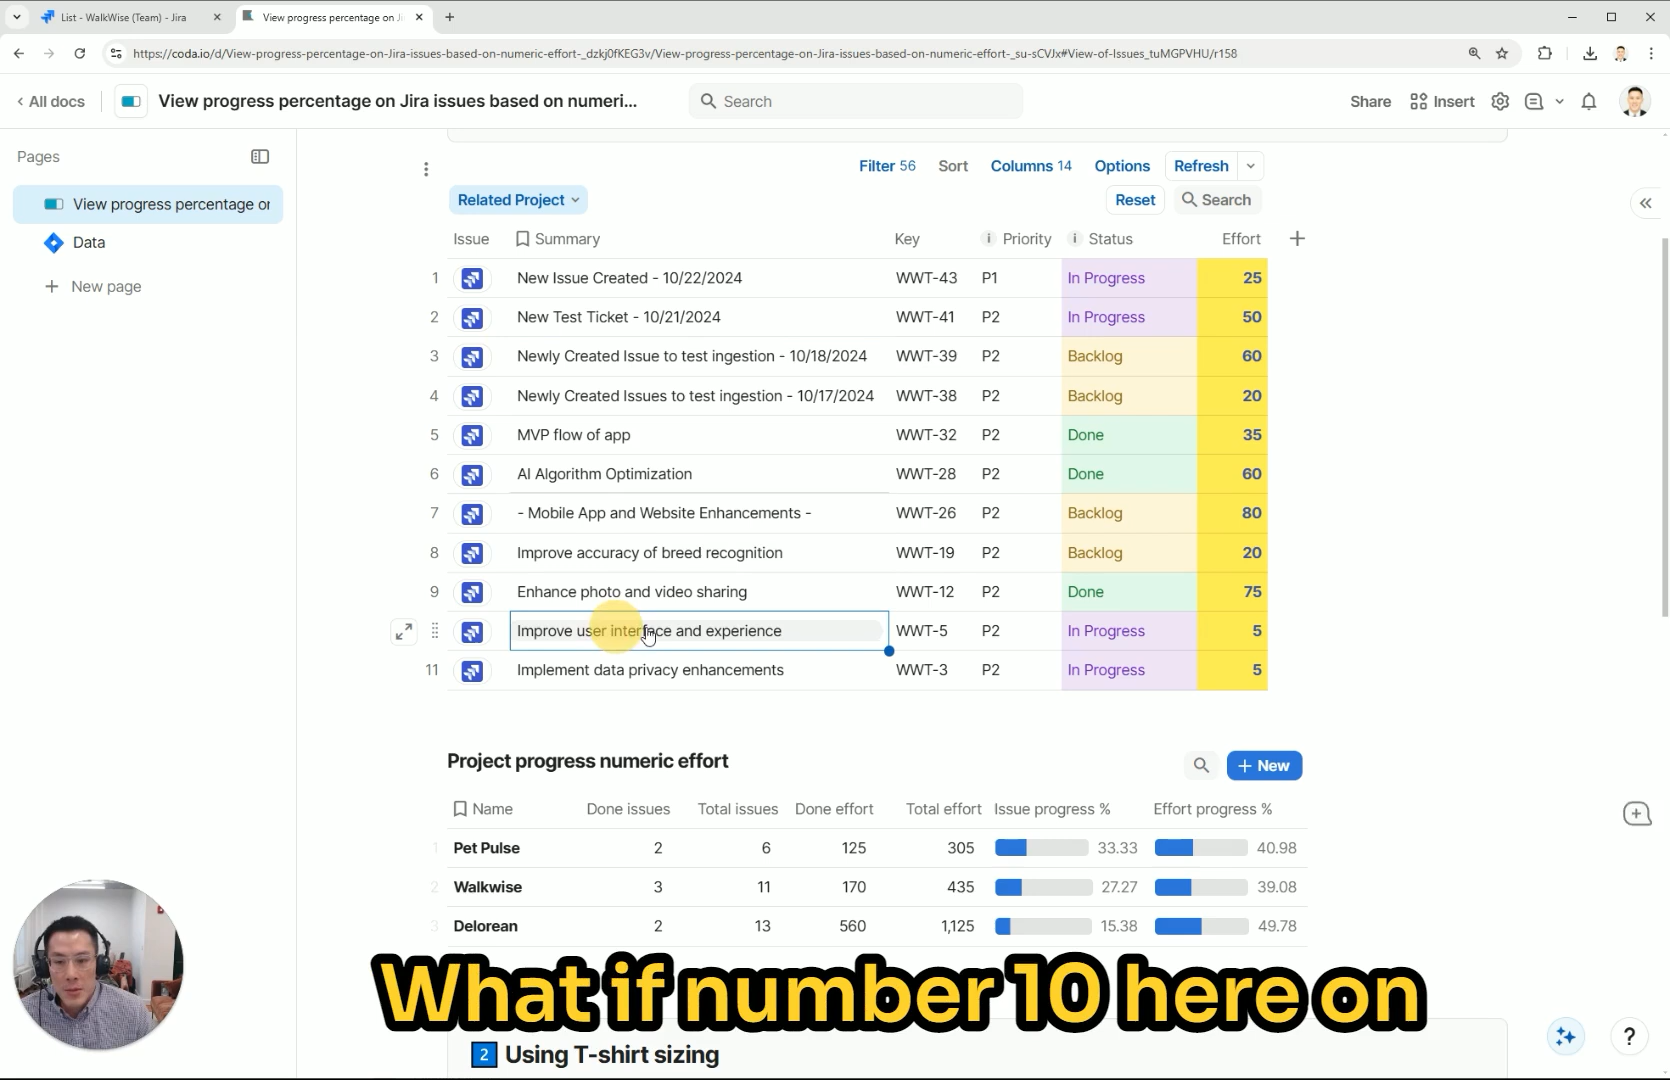 List - WalkWise (Team) - Jira
View progress percentage on Ji
https://coda.io/d/View-progress-percentage-on-Jira-issues-based-on-numeric-effort-_dzkj0fKEG3v/View-progress-percentage-on-Jira-issues-based-on-numeric-effort-_su-sCVJx#View-of-Issues_tuMGPVHU/r158
All docs
View progress percentage on Jira issues based on numeri...
Search
Share
Insert
Pages
View progress percentage or
Data
New page
Filter 56
Sort
Columns 14
Options
Refresh
Related Project
Reset
Search
Issue Summary Key Priority Status Effort
1 New Issue Created - 10/22/2024 WWT-43 P1 In Progress 25
2 New Test Ticket - 10/21/2024 WWT-41 P2 In Progress 50
3 Newly Created Issue to test ingestion - 10/18/2024 WWT-39 P2 Backlog 60
4 Newly Created Issues to test ingestion - 10/17/2024 WWT-38 P2 Backlog 20
5 MVP flow of app WWT-32 P2 Done 35
6 AI Algorithm Optimization WWT-28 P2 Done 60
7 - Mobile App and Website Enhancements - WWT-26 P2 Backlog 80
8 Improve accuracy of breed recognition WWT-19 P2 Backlog 20
9 Enhance photo and video sharing WWT-12 P2 Done 75
Improve user interface and experience WWT-5 P2 In Progress 5
11 Implement data privacy enhancements WWT-3 P2 In Progress 5
Project progress numeric effort
New
Name Done issues Total issues Done effort Total effort Issue progress % Effort progress %
1 Pet Pulse 2 6 125 305 33.33 40.98
2 Walkwise 3 11 170 435 27.27 39.08
3 Delorean 2 13 560 1,125 15.38 49.78
What if number 10 here on
2 Using T-shirt sizing
?